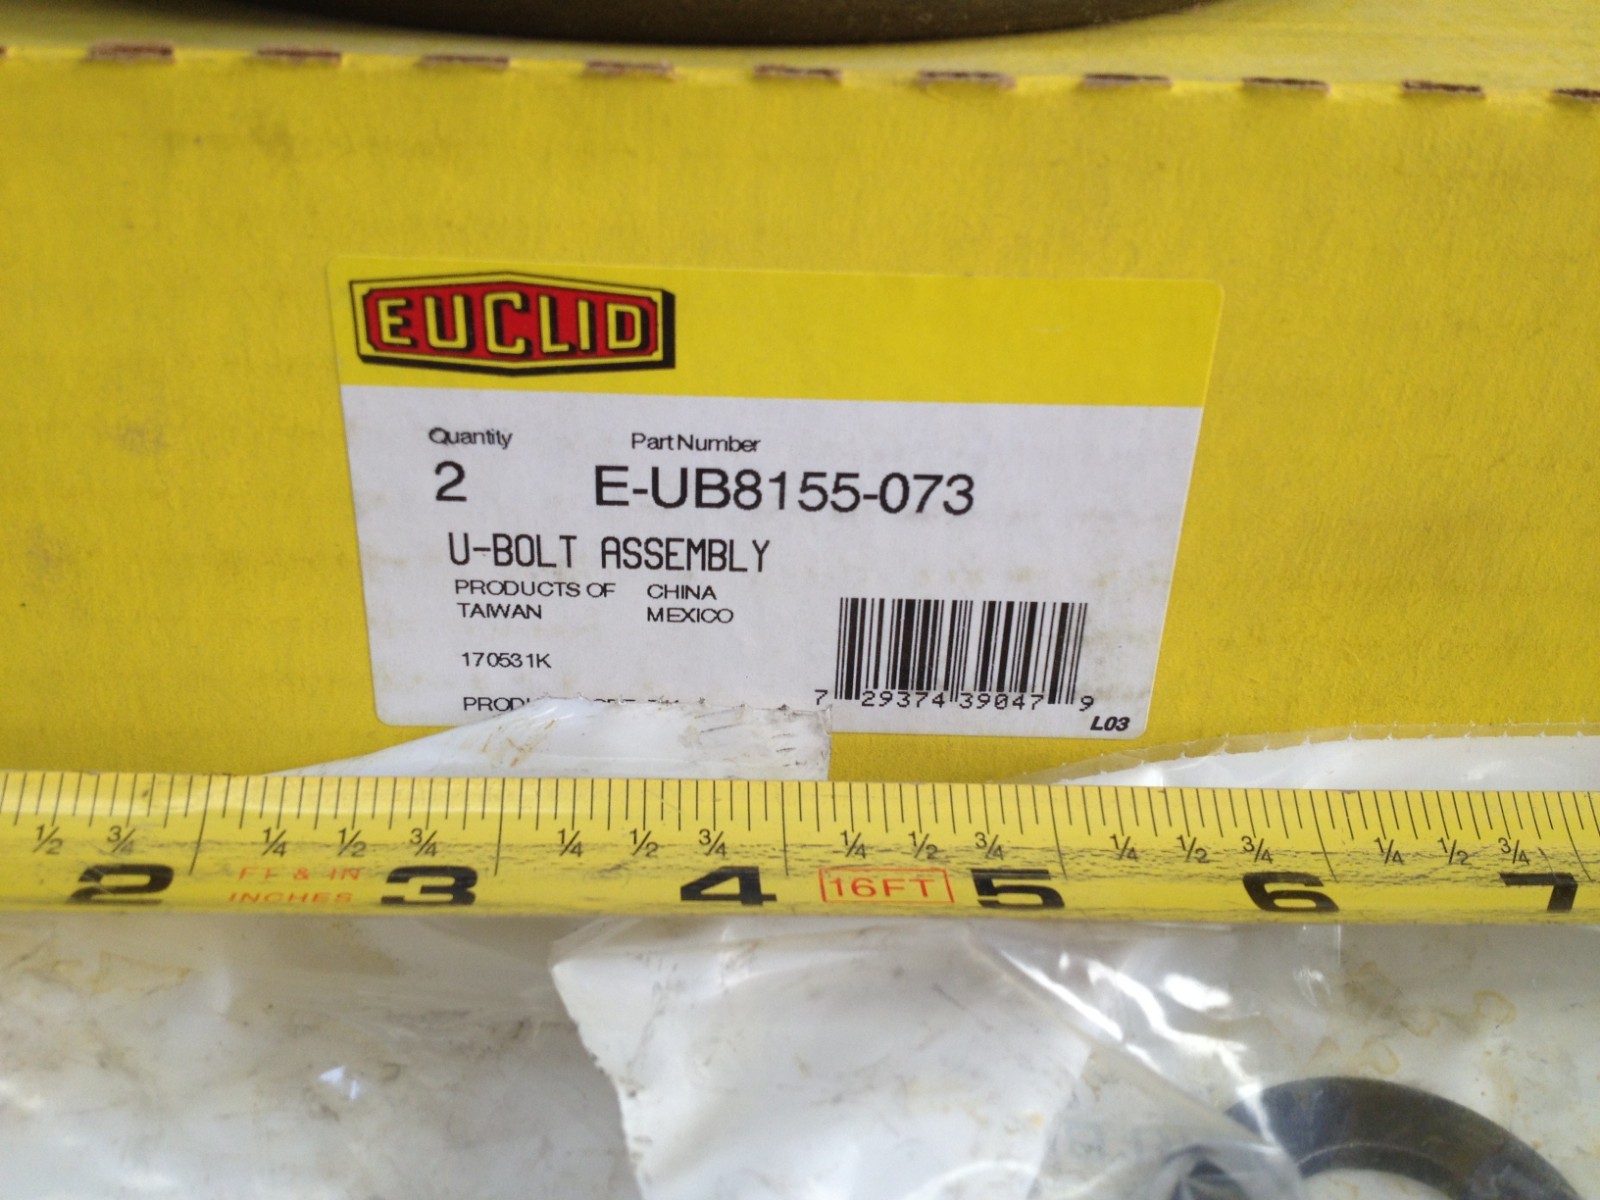 EUCLID
Quantity Part Number
2 E-UB8155-073
U-BOLT ASSEMBLY
PRODUCTS OF CHINA
TAIWAN MEXICO
170531K
7 29374 39047 9
L03
1/2 3/4 1/4 1/2 3/4 1/4 1/2 3/4 1/4 1/2 3/4 1/4 1/2 3/4 1/4 1/2 3/4
2 FT & IN 3 4 16FT 5 6 7
INCHES